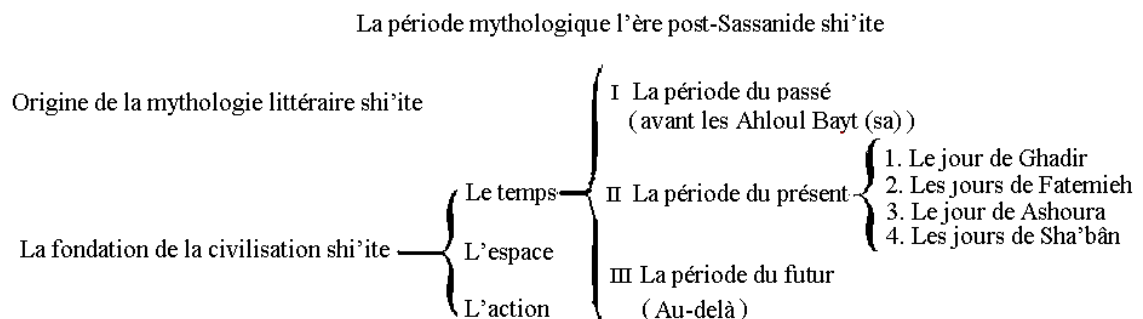 La période mythologique l’ère post-Sassanide shi’ite
Origine de la mythologie littéraire shi’ite
La fondation de la civilisation shi’ite
Le temps
L’espace
L’action
I La période du passé
( avant les Ahloul Bayt (sa) )
II La période du présent
1. Le jour de Ghadir
2. Les jours de Fatemieh
3. Le jour de Ashoura
4. Les jours de Sha’bân
III La période du futur
( Au-delà )